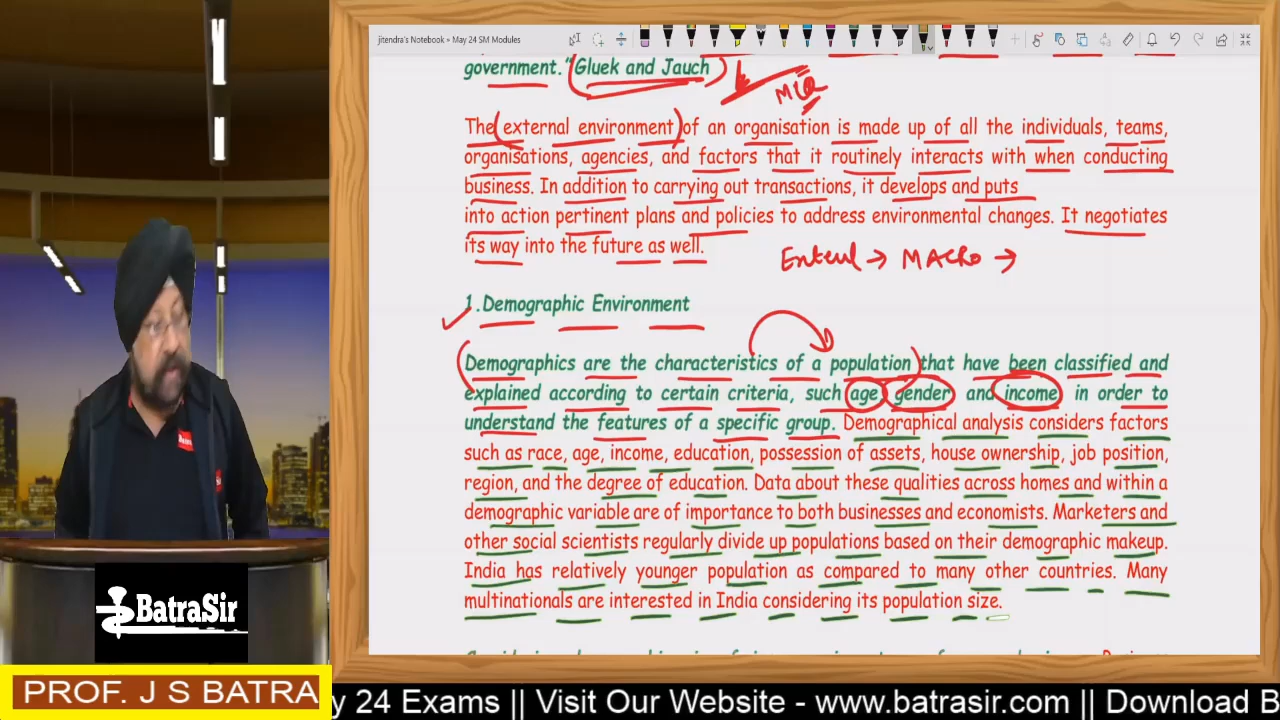 jitendra's Notebook » May 24 SM Modules
government.” Gluek and Jauch
MCQ
The external environment of an organisation is made up of all the individuals, teams,
organisations, agencies, and factors that it routinely interacts with when conducting
business. In addition to carrying out transactions, it develops and puts
into action pertinent plans and policies to address environmental changes. It negotiates
its way into the future as well.
→ MACRO →
1.Demographic Environment
Demographics are the characteristics of a population that have been classified and
explained according to certain criteria, such age gender and income in order to
understand the features of a specific group. Demographical analysis considers factors
such as race, age, income, education, possession of assets, house ownership, job position,
region, and the degree of education. Data about these qualities across homes and within a
demographic variable are of importance to both businesses and economists. Marketers and
other social scientists regularly divide up populations based on their demographic makeup.
India has relatively younger population as compared to many other countries. Many
multinationals are interested in India considering its population size.
BatraSir
PROF. J S BATRA
y 24 Exams || Visit Our Website - www.batrasir.com || Download B